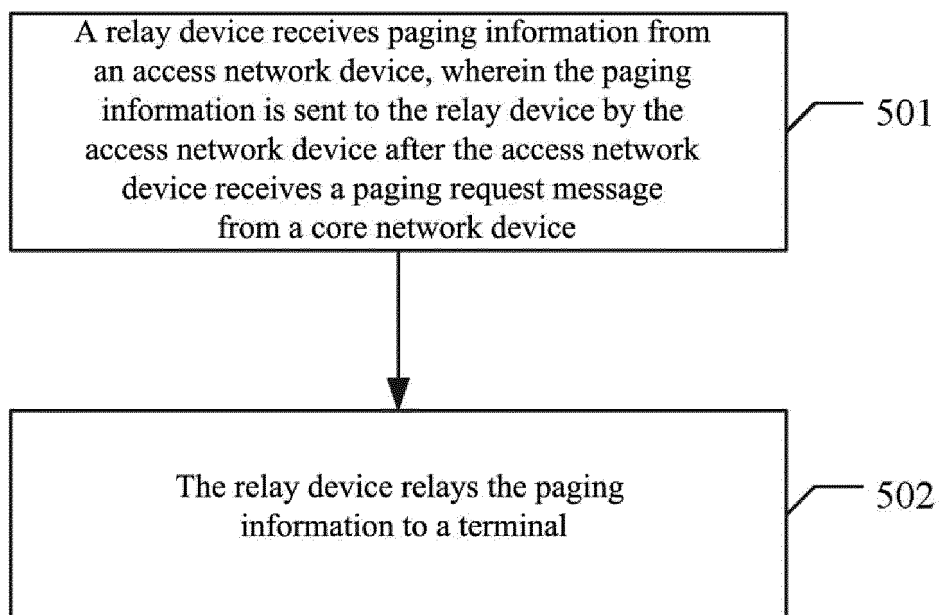 A relay device receives paging information from
an access network device, wherein the paging
information is sent to the relay device by the
access network device after the access network
device receives a paging request message
from a core network device
501
The relay device relays the paging
information to a terminal
502